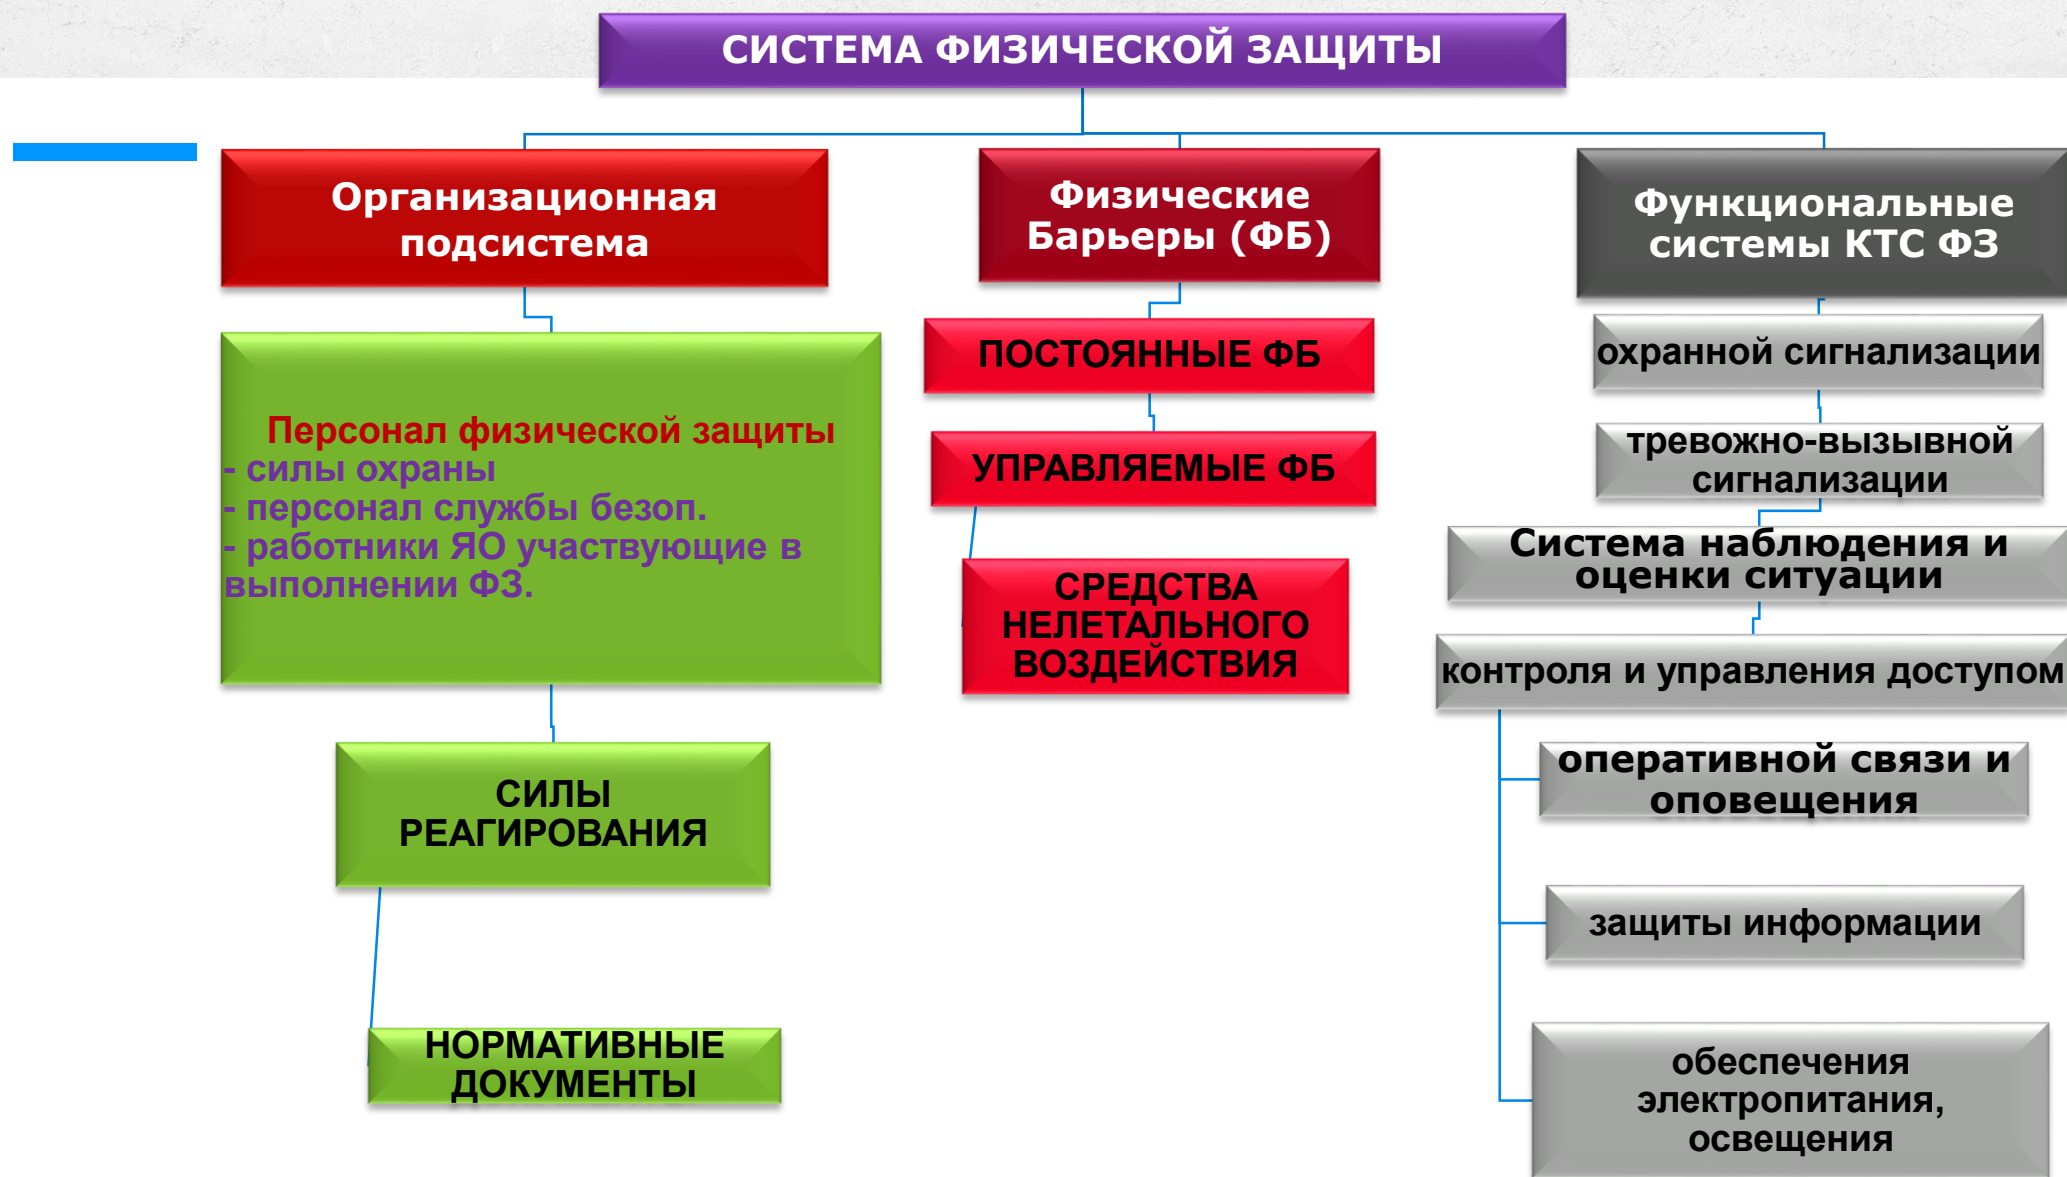 СИСТЕМА ФИЗИЧЕСКОЙ ЗАЩИТЫ
Организационная
подсистема
Персонал физической защиты
- силы охраны
- персонал службы безоп.
- работники ЯО участвующие в
выполнении ФЗ.
СИЛЫ
РЕАГИРОВАНИЯ
НОРМАТИВНЫЕ
ДОКУМЕНТЫ
Физические
Барьеры (ФБ)
ПОСТОЯННЫЕ ФБ
УПРАВЛЯЕМЫЕ ФБ
СРЕДСТВА
НЕЛЕТАЛЬНОГО
ВОЗДЕЙСТВИЯ
Функциональные
системы КТС ФЗ
охранной сигнализации
тревожно-вызывной
сигнализации
Система наблюдения и
оценки ситуации
контроля и управления доступом
оперативной связи и
оповещения
защиты информации
обеспечения
электропитания,
освещения